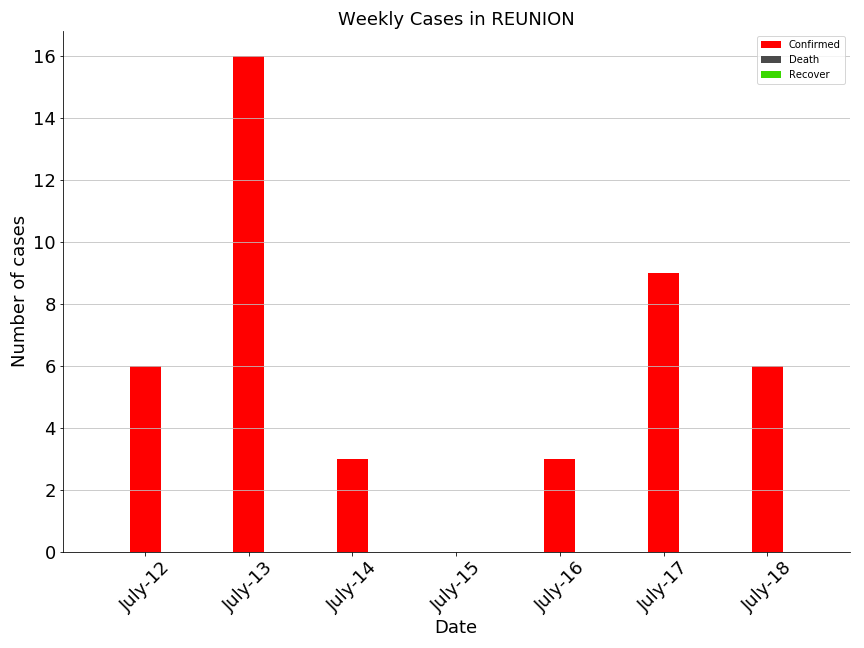 Weekly Cases in REUNION
Confirmed
Death
Recover
Number of cases
16
14
12
10
8
6
4
2
0
July-12
July-13
July-14
July-15
July-16
July-17
July-18
Date